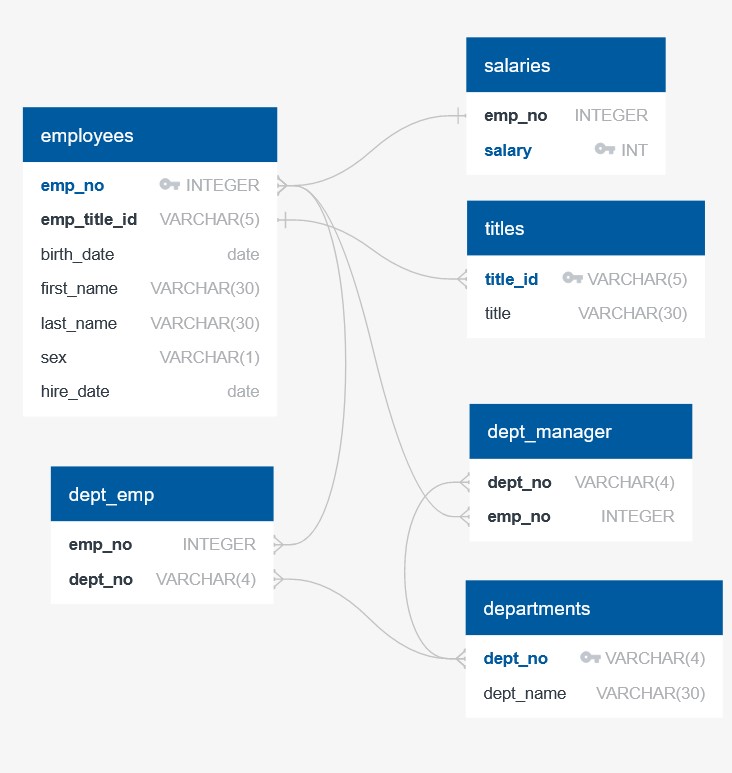 employees
emp_no INTEGER
emp_title_id VARCHAR(5)
birth_date date
first_name VARCHAR(30)
last_name VARCHAR(30)
sex VARCHAR(1)
hire_date date
dept_emp
emp_no INTEGER
dept_no VARCHAR(4)
salaries
emp_no INTEGER
salary INT
titles
title_id VARCHAR(5)
title VARCHAR(30)
dept_manager
dept_no VARCHAR(4)
emp_no INTEGER
departments
dept_no VARCHAR(4)
dept_name VARCHAR(30)